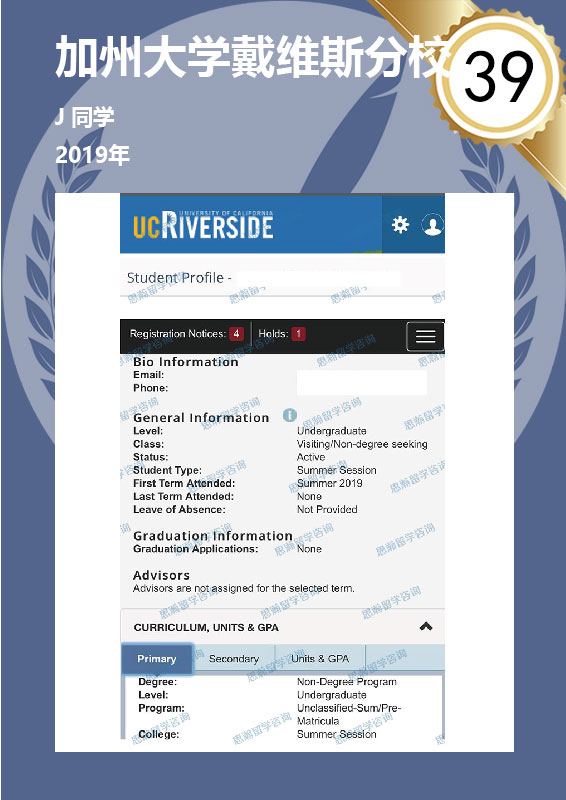 加州大学戴维斯分校
39
J 同学
2019年
UNIVERSITY OF CALIFORNIA
UCRIVERSIDE
Student Profile -
Registration Notices: 4 Holds: 1
Bio Information
Email:
Phone:
General Information i
Level: Undergraduate
Class: Visiting/Non-degree seeking
Status: Active
Student Type: Summer Session
First Term Attended: Summer 2019
Last Term Attended: None
Leave of Absence: Not Provided
Graduation Information
Graduation Applications: None
Advisors
Advisors are not assigned for the selected term.
CURRICULUM, UNITS & GPA
Primary Secondary Units & GPA
Degree: Non-Degree Program
Level: Undergraduate
Program: Unclassified-Sum/Pre-
Matricula
College: Summer Session
思瀚留学咨询